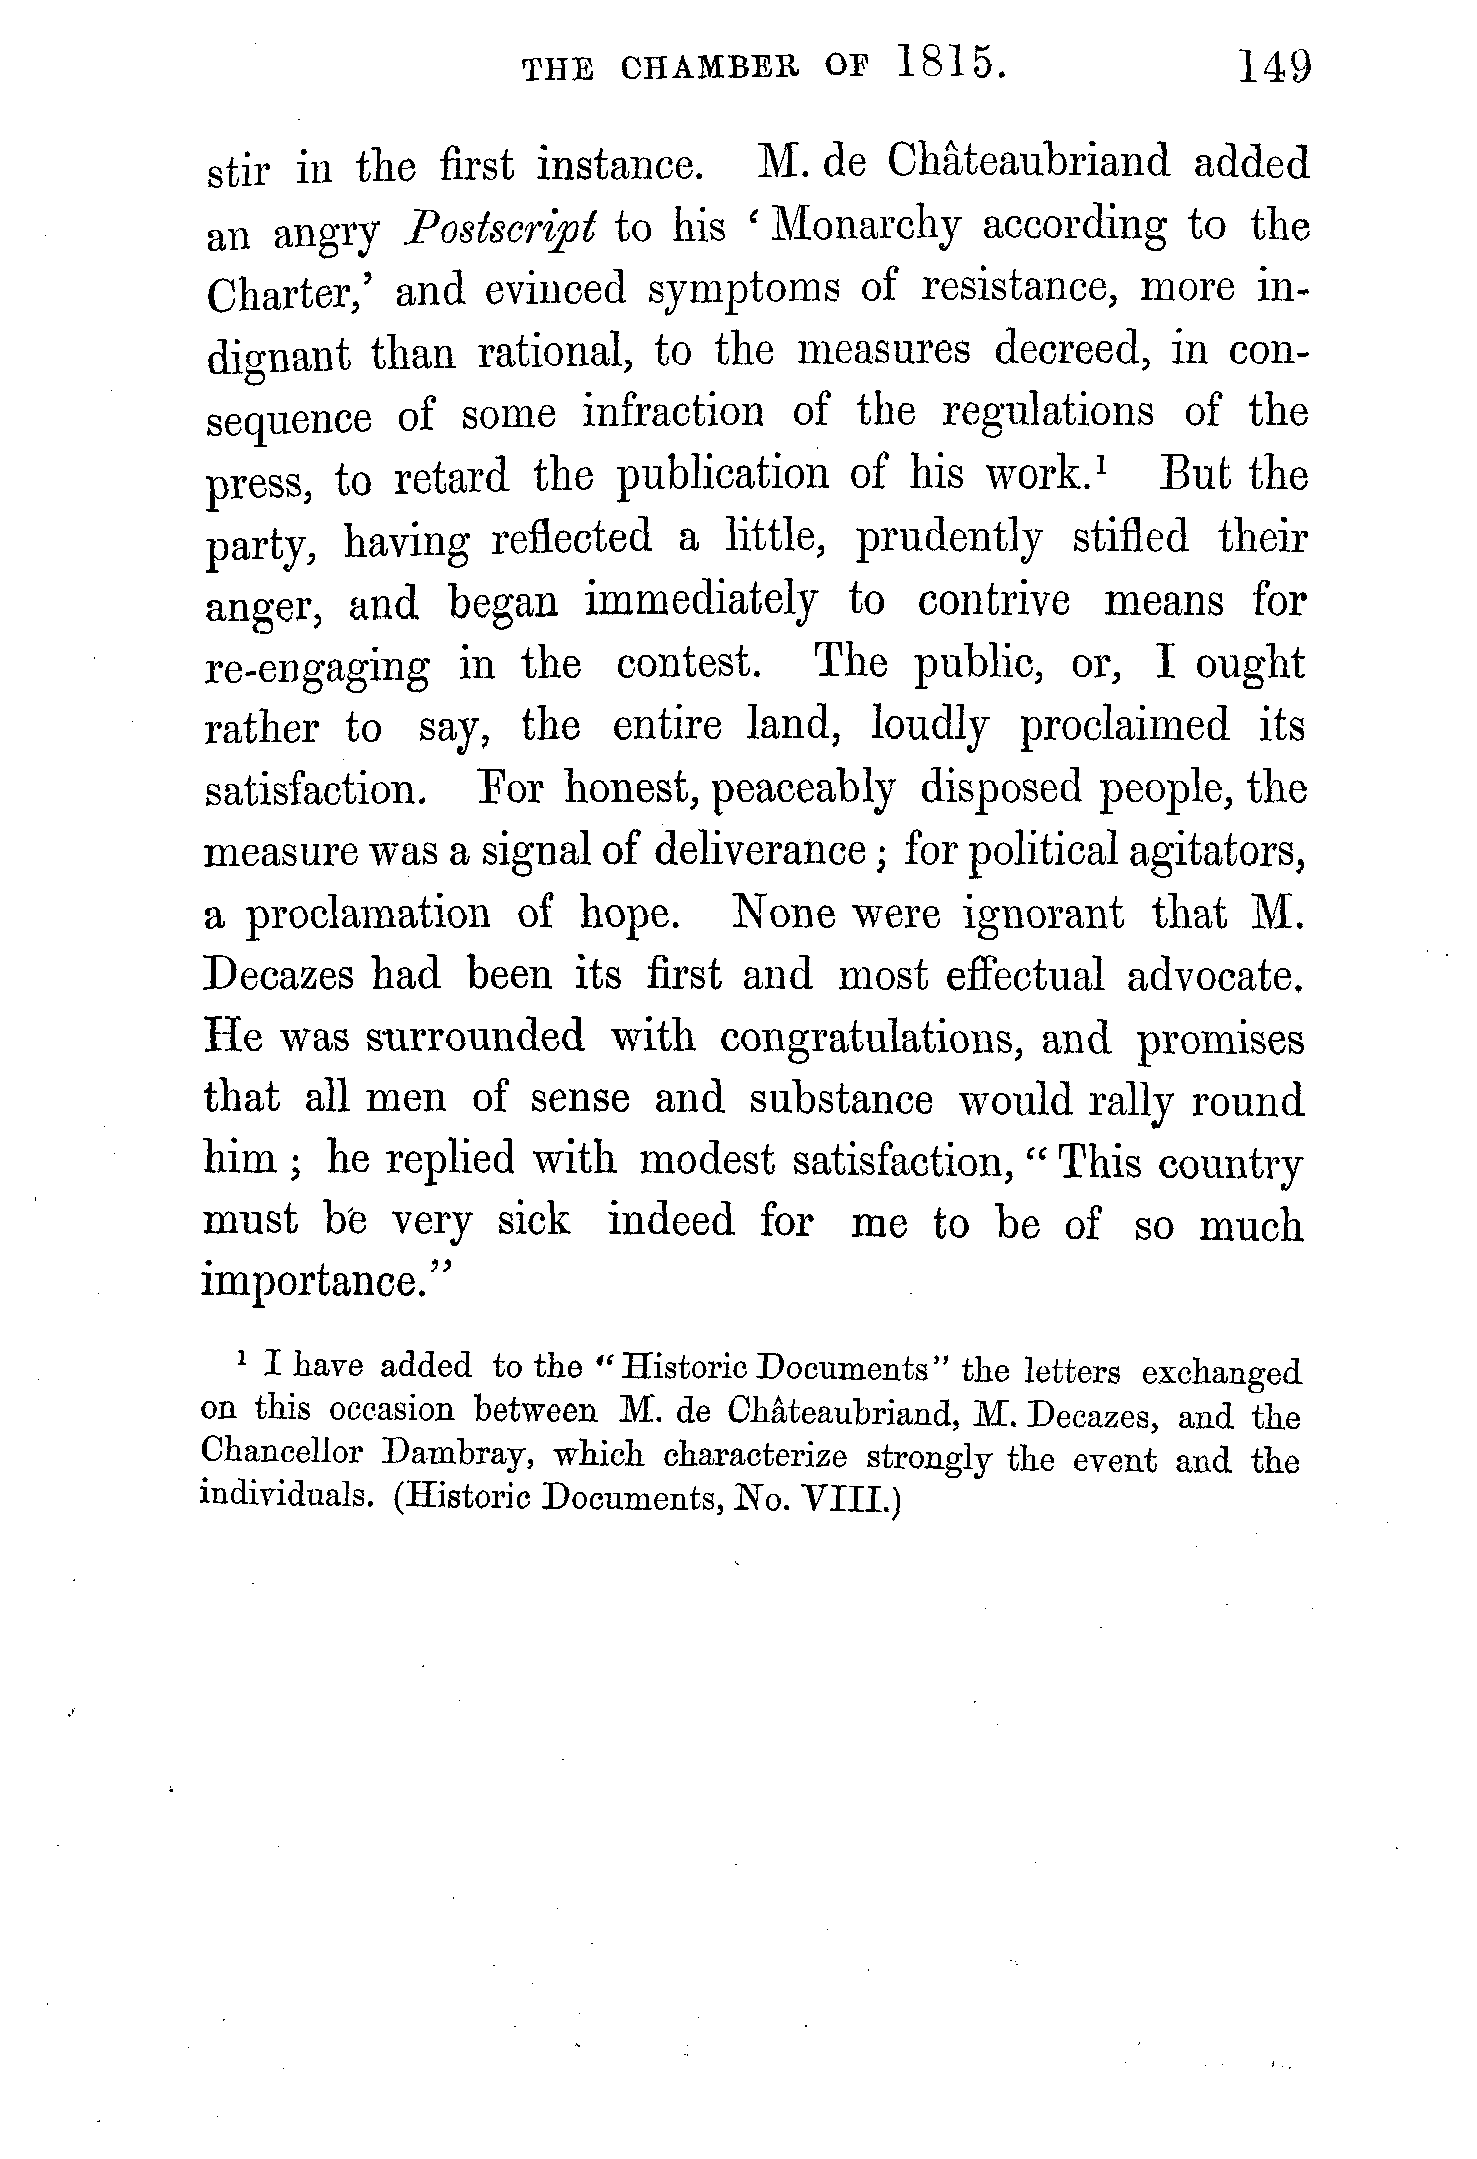 THE CHAMBER OF 1815. 149
stir in the first instance. M. de Châteaubriand added
an angry Postscript to his ‘Monarchy according to the
Charter,’ and evinced symptoms of resistance, more in-
dignant than rational, to the measures decreed, in con-
sequence of some infraction of the regulations of the
press, to retard the publication of his work.¹ But the
party, having reflected a little, prudently stifled their
anger, and began immediately to contrive means for
re-engaging in the contest. The public, or, I ought
rather to say, the entire land, loudly proclaimed its
satisfaction. For honest, peaceably disposed people, the
measure was a signal of deliverance; for political agitators,
a proclamation of hope. None were ignorant that M.
Decazes had been its first and most effectual advocate.
He was surrounded with congratulations, and promises
that all men of sense and substance would rally round
him; he replied with modest satisfaction, “This country
must be very sick indeed for me to be of so much
importance.”
¹ I have added to the “Historic Documents” the letters exchanged
on this occasion between M. de Châteaubriand, M. Decazes, and the
Chancellor Dambray, which characterize strongly the event and the
individuals. (Historic Documents, No. VIII.)